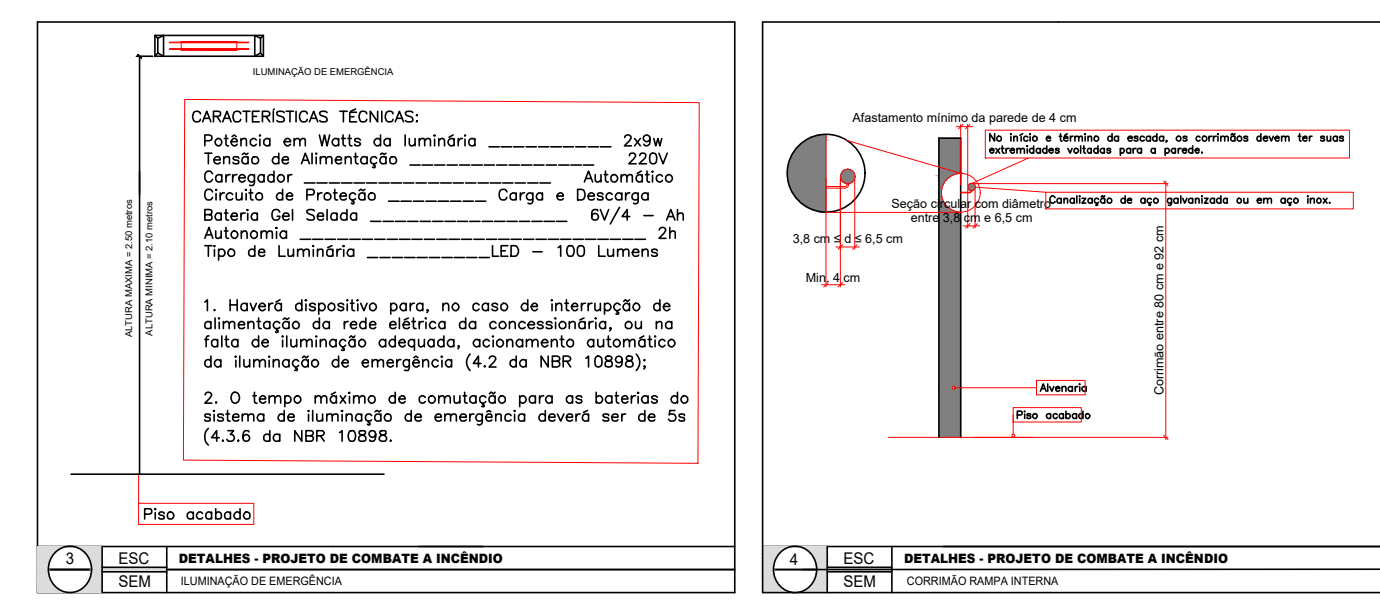 ILUMINAÇÃO DE EMERGÊNCIA
ALTURA MAXIMA = 2.50 metros
ALTURA MINIMA = 2.10 metros
CARACTERÍSTICAS TÉCNICAS:
Potência em Watts da luminária ___________ 2x9w
Tensão de Alimentação _________________ 220V
Carregador ______________________ Automático
Circuito de Proteção _________ Carga e Descarga
Bateria Gel Selada __________________ 6V/4 – Ah
Autonomia ______________________________ 2h
Tipo de Luminária ___________LED – 100 Lumens
1. Haverá dispositivo para, no caso de interrupção de
alimentação da rede elétrica da concessionária, ou na
falta de iluminação adequada, acionamento automático
da iluminação de emergência (4.2 da NBR 10898);
2. O tempo máximo de comutação para as baterias do
sistema de iluminação de emergência deverá ser de 5s
(4.3.6 da NBR 10898.
Piso acabado
3
ESC
SEM
DETALHES - PROJETO DE COMBATE A INCÊNDIO
ILUMINAÇÃO DE EMERGÊNCIA
Afastamento mínimo da parede de 4 cm
No início e término da escada, os corrimãos devem ter suas
extremidades voltadas para a parede.
Canalização de aço galvanizada ou em aço inox.
Seção circular com diâmetro
entre 3,8 cm e 6,5 cm
3,8 cm ≤ d ≤ 6,5 cm
Min. 4 cm
Corrimão entre 80 cm e 92 cm
Alvenaria
Piso acabado
4
ESC
SEM
DETALHES - PROJETO DE COMBATE A INCÊNDIO
CORRIMÃO RAMPA INTERNA